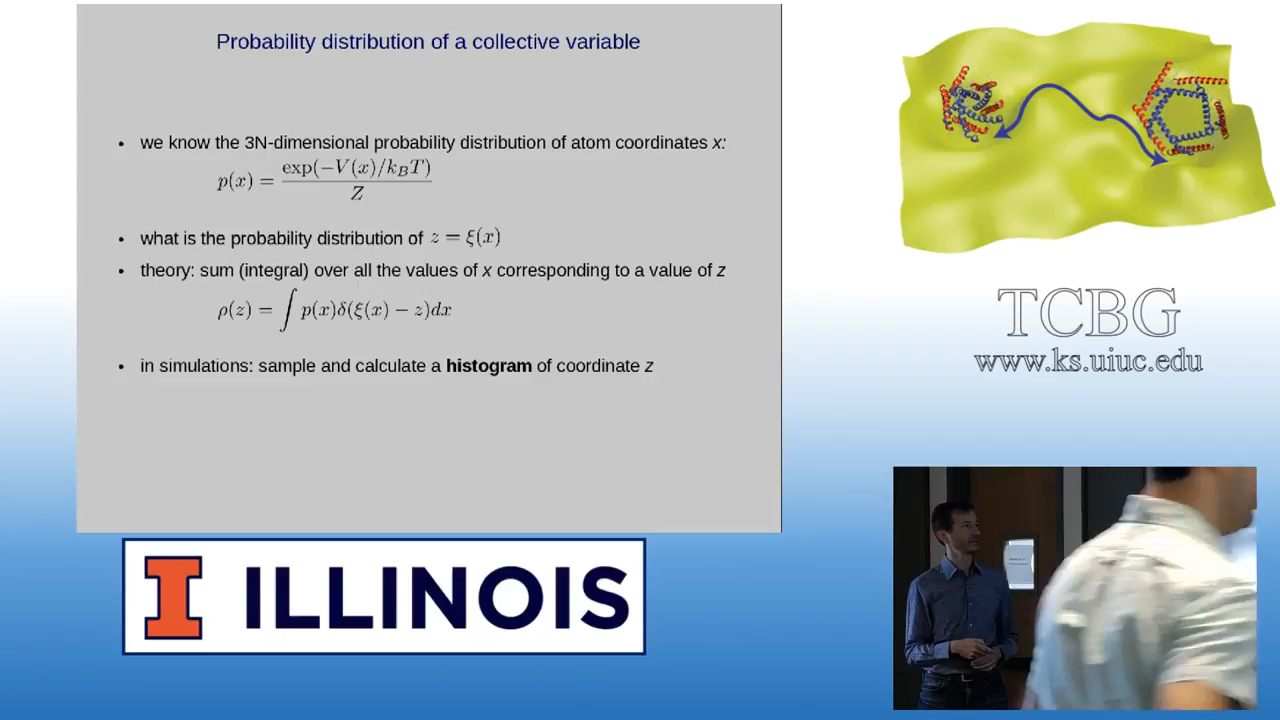 Probability distribution of a collective variable
• we know the 3N-dimensional probability distribution of atom coordinates x:
p(x) = exp(−V(x)/k_BT) / Z
• what is the probability distribution of z = ξ(x)
• theory: sum (integral) over all the values of x corresponding to a value of z
ρ(z) = ∫ p(x)δ(ξ(x) − z)dx
• in simulations: sample and calculate a histogram of coordinate z
TCBG
www.ks.uiuc.edu
I ILLINOIS